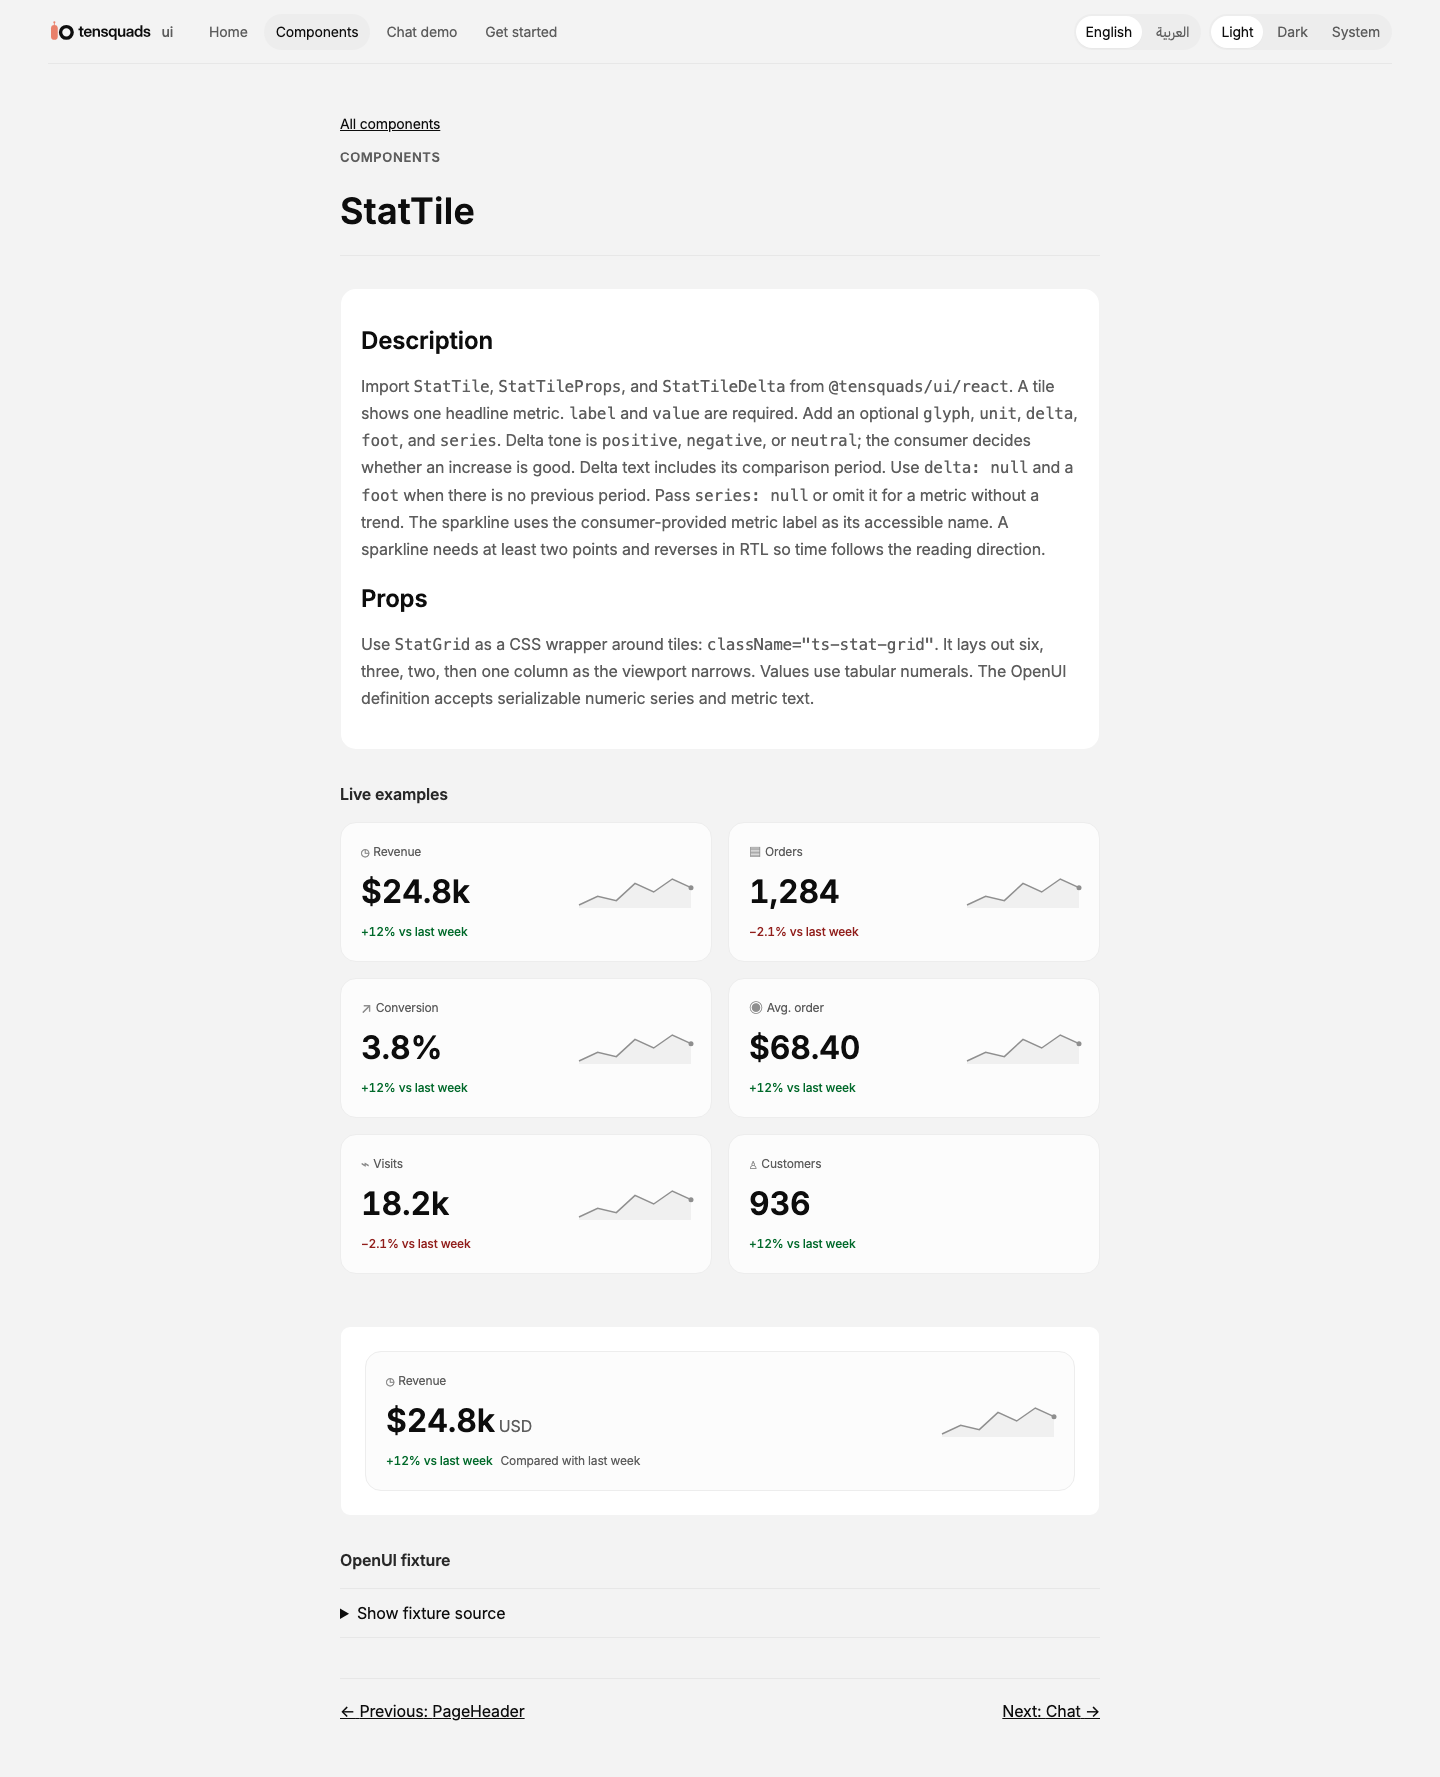 tensquads ui Home Components Chat demo Get started English العربية Light Dark System
All components
COMPONENTS
StatTile
Description
Import StatTile, StatTileProps, and StatTileDelta from @tensquads/ui/react. A tile
shows one headline metric. label and value are required. Add an optional glyph, unit, delta,
foot, and series. Delta tone is positive, negative, or neutral; the consumer decides
whether an increase is good. Delta text includes its comparison period. Use delta: null and a
foot when there is no previous period. Pass series: null or omit it for a metric without a
trend. The sparkline uses the consumer-provided metric label as its accessible name. A
sparkline needs at least two points and reverses in RTL so time follows the reading direction.
Props
Use StatGrid as a CSS wrapper around tiles: className="ts-stat-grid". It lays out six,
three, two, then one column as the viewport narrows. Values use tabular numerals. The OpenUI
definition accepts serializable numeric series and metric text.
Live examples
◷ Revenue
$24.8k
+12% vs last week
▤ Orders
1,284
−2.1% vs last week
↗ Conversion
3.8%
+12% vs last week
◉ Avg. order
$68.40
+12% vs last week
⌁ Visits
18.2k
−2.1% vs last week
♙ Customers
936
+12% vs last week
◷ Revenue
$24.8k USD
+12% vs last week Compared with last week
OpenUI fixture
▶ Show fixture source
← Previous: PageHeader
Next: Chat →